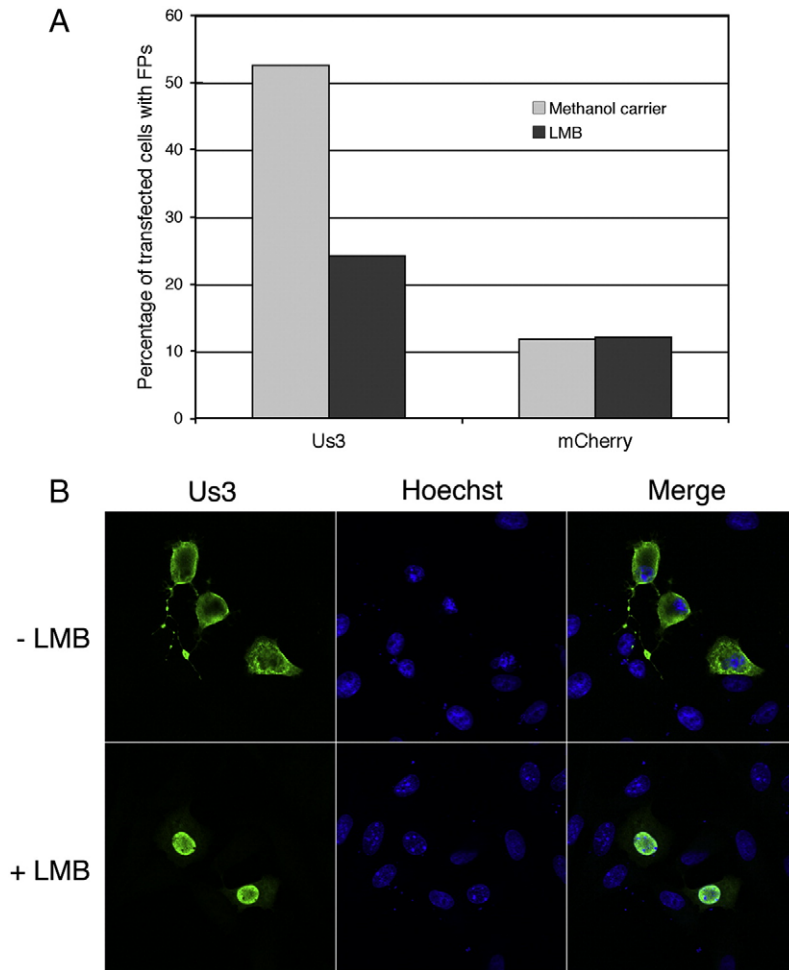 A
Percentage of transfected cells with FPs
60
50
40
30
20
10
0
Methanol carrier
LMB
Us3
mCherry
B
Us3
Hoechst
Merge
- LMB
+ LMB